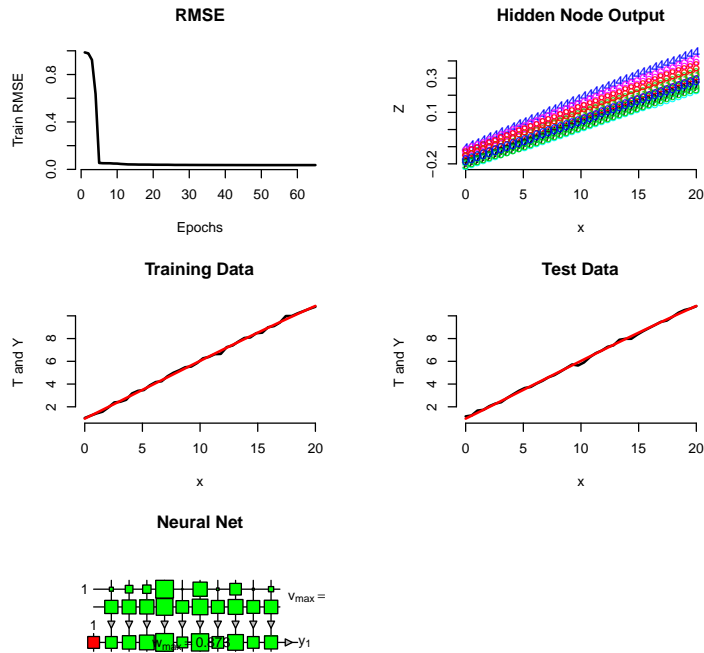 RMSE
Train RMSE
0.0 0.4 0.8
0 10 20 30 40 50 60
Epochs
Hidden Node Output
Z
−0.2 0.1 0.3
0 5 10 15 20
x
Training Data
T and Y
2 4 6 8
0 5 10 15 20
x
Test Data
T and Y
2 4 6 8
0 5 10 15 20
x
Neural Net
1
vmax =
1
wmax = 0.873
y1